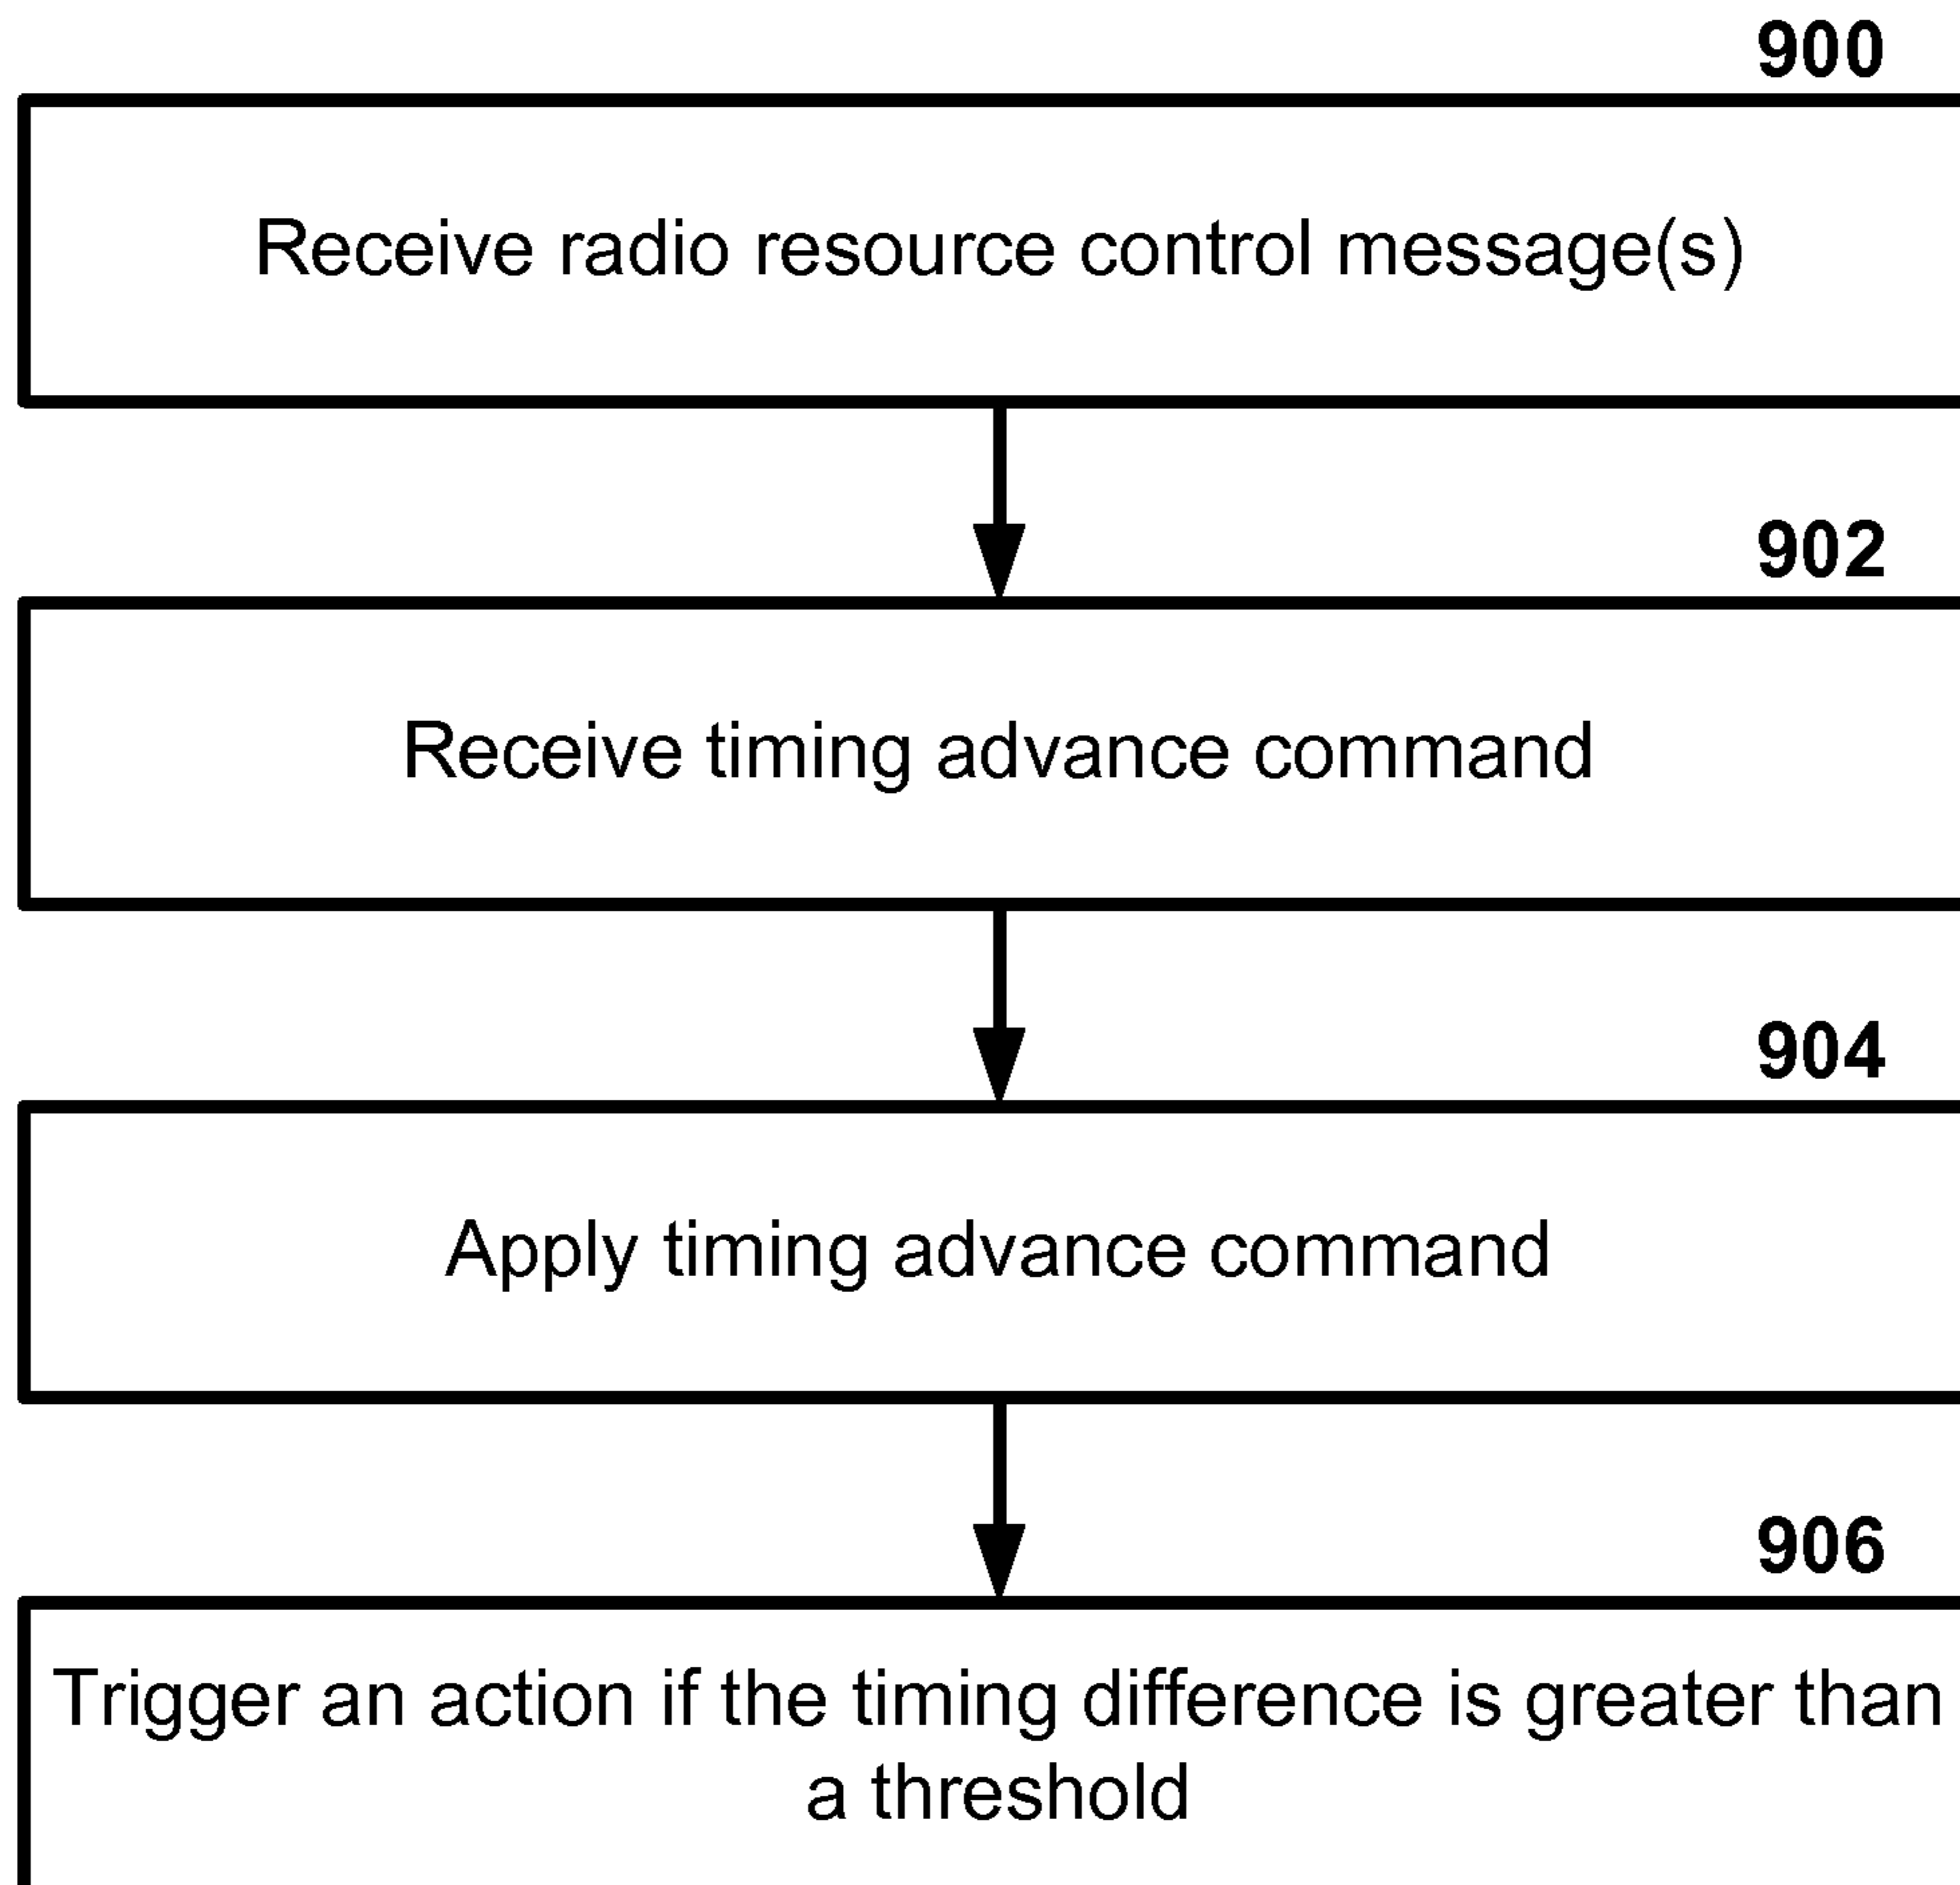 900
Receive radio resource control message(s)
902
Receive timing advance command
904
Apply timing advance command
906
Trigger an action if the timing difference is greater than
a threshold